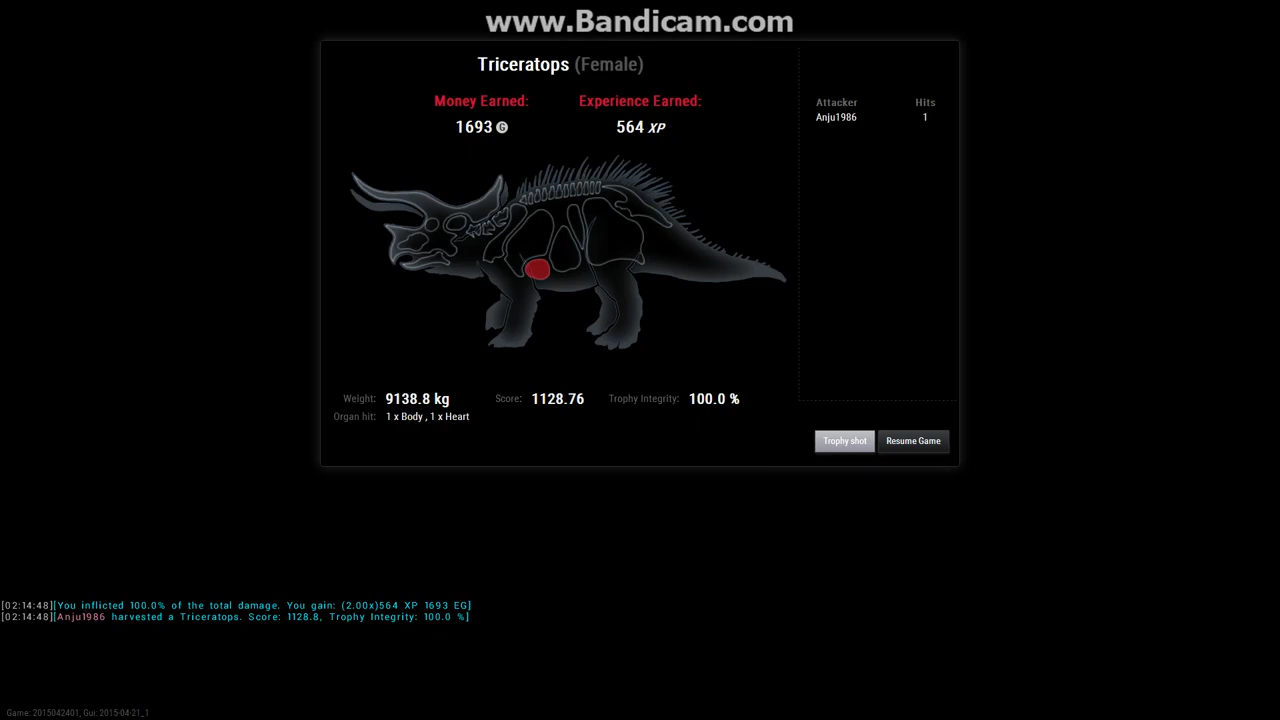 www.Bandicam.com
Triceratops (Female)
Money Earned: Experience Earned:
1693 G 564 XP
Attacker Hits
Anju1986 1
Weight: 9138.8 kg Score: 1128.76 Trophy Integrity: 100.0 %
Organ hit: 1 x Body , 1 x Heart
Trophy shot Resume Game
[02:14:48][You inflicted 100.0% of the total damage. You gain: (2.00x)564 XP 1693 EG]
[02:14:48][Anju1986 harvested a Triceratops. Score: 1128.8, Trophy Integrity: 100.0 %]
Game: 2015042401, Gui: 2015-04-21_1